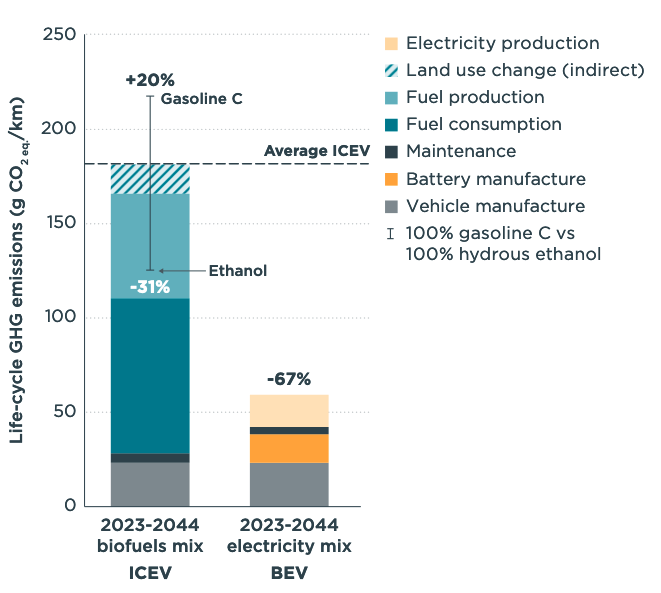 Life-cycle GHG emissions (g CO2 eq./km)
250
200
150
100
50
0
+20%
Gasoline C
Average ICEV
Ethanol
-31%
-67%
2023-2044
biofuels mix
ICEV
2023-2044
electricity mix
BEV
Electricity production
Land use change (indirect)
Fuel production
Fuel consumption
Maintenance
Battery manufacture
Vehicle manufacture
100% gasoline C vs
100% hydrous ethanol